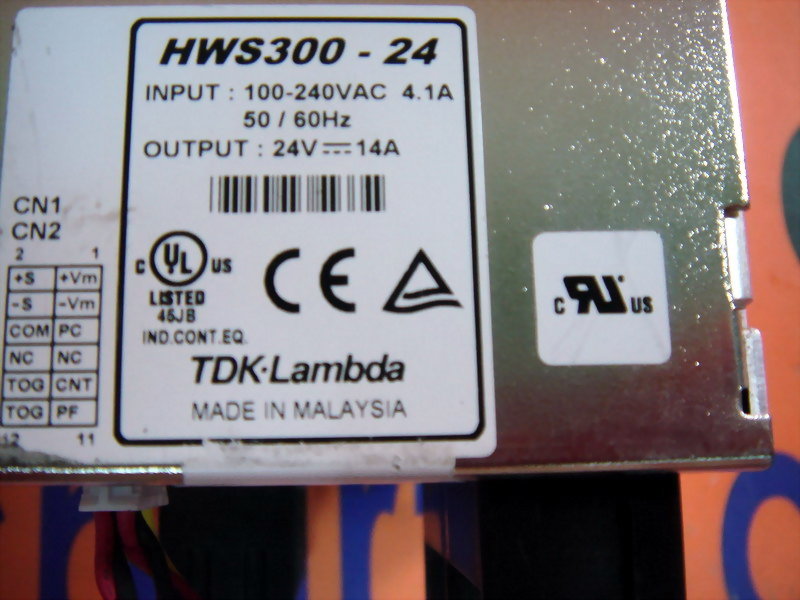 HWS300 - 24
INPUT : 100-240VAC 4.1A
50 / 60Hz
OUTPUT : 24V⎓14A
CN1
CN2
2 1
+S +Vm
-S -Vm
COM PC
NC NC
TOG CNT
TOG PF
12 11
C UL US
LISTED
45JB
IND.CONT.EQ.
CE
TDK·Lambda
MADE IN MALAYSIA
C RU US